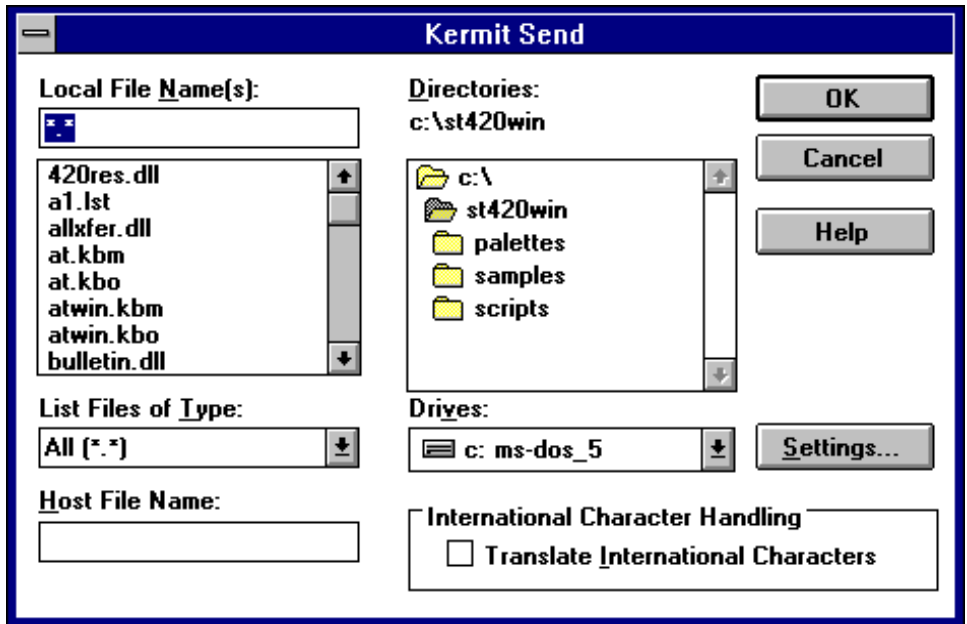 Kermit Send
Local File Name(s):
*.*
420res.dll
a1.lst
allxfer.dll
at.kbm
at.kbo
atwin.kbm
atwin.kbo
bulletin.dll
List Files of Type:
All (*.*)
Host File Name:
Directories:
c:\st420win
c:\
st420win
palettes
samples
scripts
Drives:
c: ms-dos_5
International Character Handling
Translate International Characters
OK
Cancel
Help
Settings...